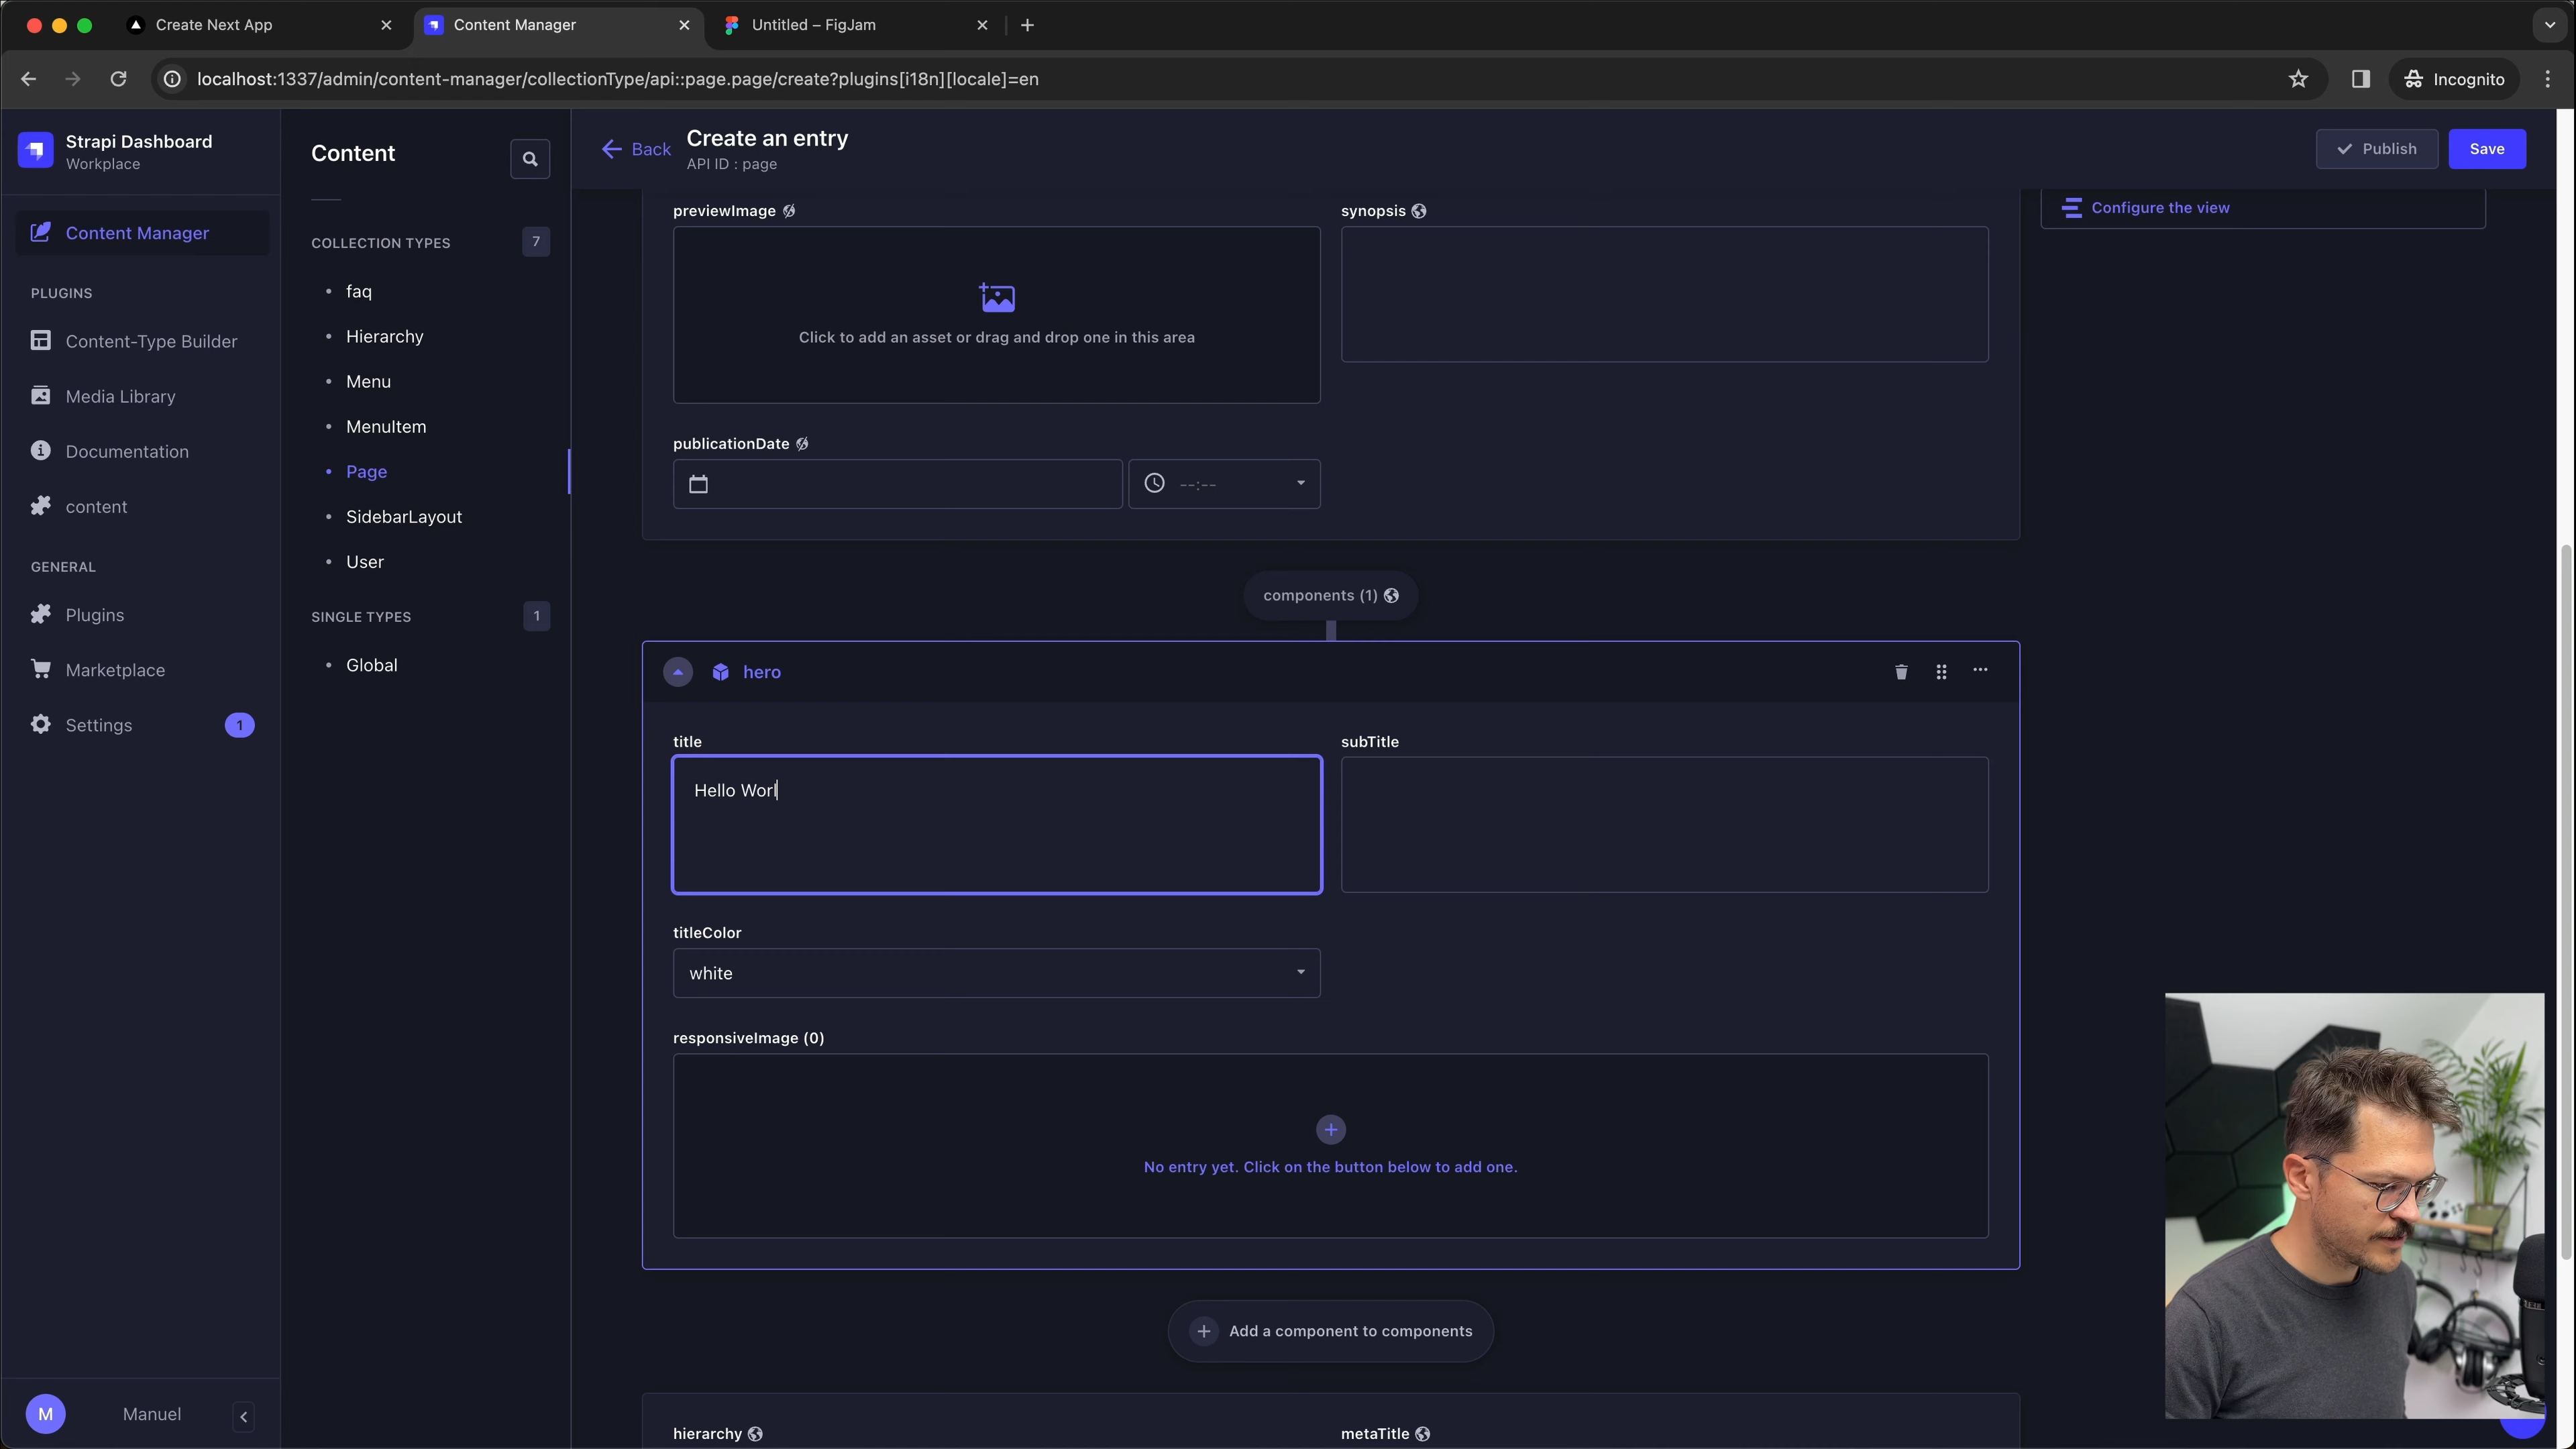 Create Next App
Content Manager
Untitled – FigJam
localhost:1337/admin/content-manager/collectionType/api::page.page/create?plugins[i18n][locale]=en
Incognito
Strapi Dashboard
Workplace
Content Manager
PLUGINS
Content-Type Builder
Media Library
Documentation
content
GENERAL
Plugins
Marketplace
Settings
1
M
Manuel
Content
COLLECTION TYPES
7
faq
Hierarchy
Menu
MenuItem
Page
SidebarLayout
User
SINGLE TYPES
1
Global
Back
Create an entry
API ID : page
Publish
Save
Configure the view
previewImage
synopsis
Click to add an asset or drag and drop one in this area
publicationDate
--:--
components (1)
hero
title
subTitle
Hello Worl
titleColor
white
responsiveImage (0)
No entry yet. Click on the button below to add one.
Add a component to components
hierarchy
metaTitle